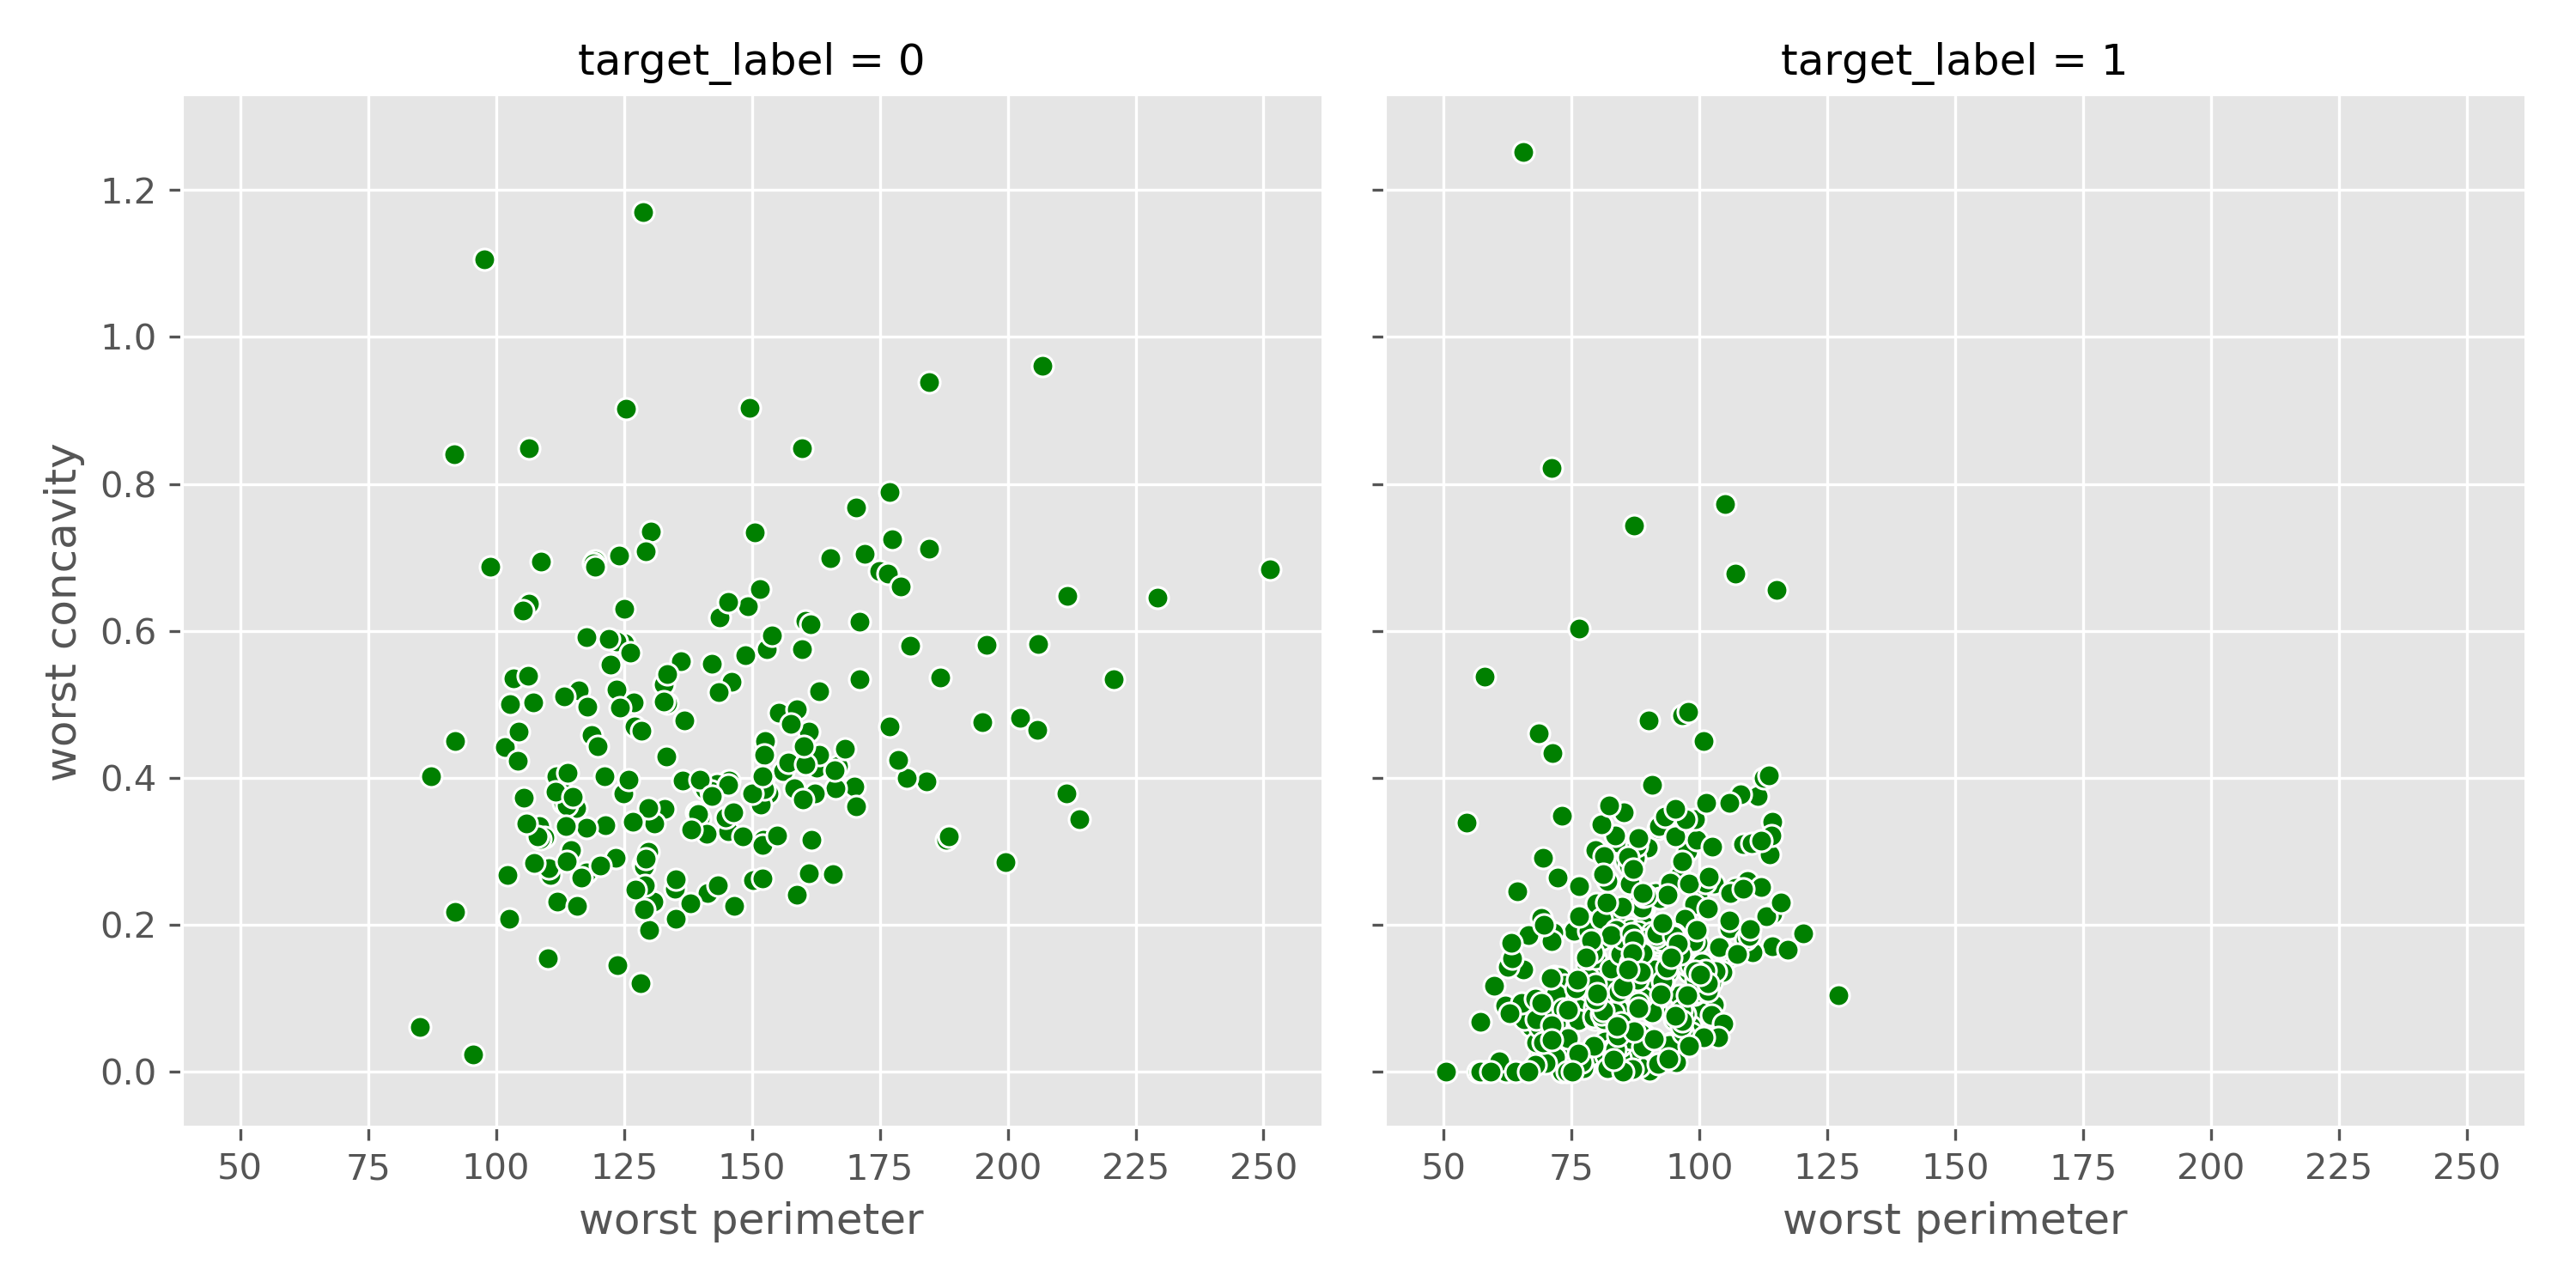 target_label = 0
target_label = 1
worst concavity
1.2
1.0
0.8
0.6
0.4
0.2
0.0
50 75 100 125 150 175 200 225 250
50 75 100 125 150 175 200 225 250
worst perimeter
worst perimeter